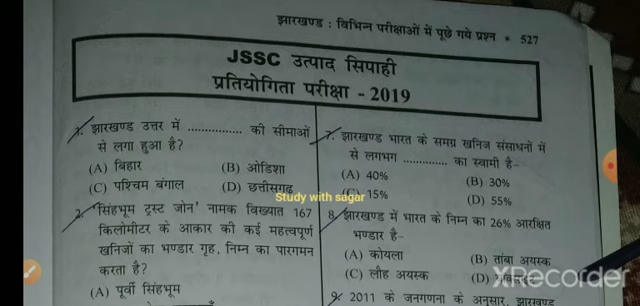 झारखण्ड : विभिन्न परीक्षाओं में पूछे गये प्रश्न • 527
JSSC उत्पाद सिपाही
प्रतियोगिता परीक्षा - 2019
1. झारखण्ड उत्तर में ................ की सीमाओं
से लगा हुआ है?
(A) बिहार (B) ओडिशा
(C) पश्चिम बंगाल (D) छत्तीसगढ़
2. 'सिंहभूम ट्रस्ट जोन' नामक विख्यात 167
किलोमीटर के आकार की कई महत्वपूर्ण
खनिजों का भण्डार गृह, निम्न का पारगमन
करता है?
(A) पूर्वी सिंहभूम
7. झारखण्ड भारत के समग्र खनिज संसाधनों में
से लगभग ............. का स्वामी है-
(A) 40% (B) 30%
(C) 15% (D) 55%
8. झारखण्ड में भारत के निम्न का 26% आरक्षित
भण्डार है-
(A) कोयला (B) तांबा अयस्क
(C) लौह अयस्क (D)
9. 2011 के जनगणना के अनुसार, झारखण्ड
Study with sagar
XRecorder